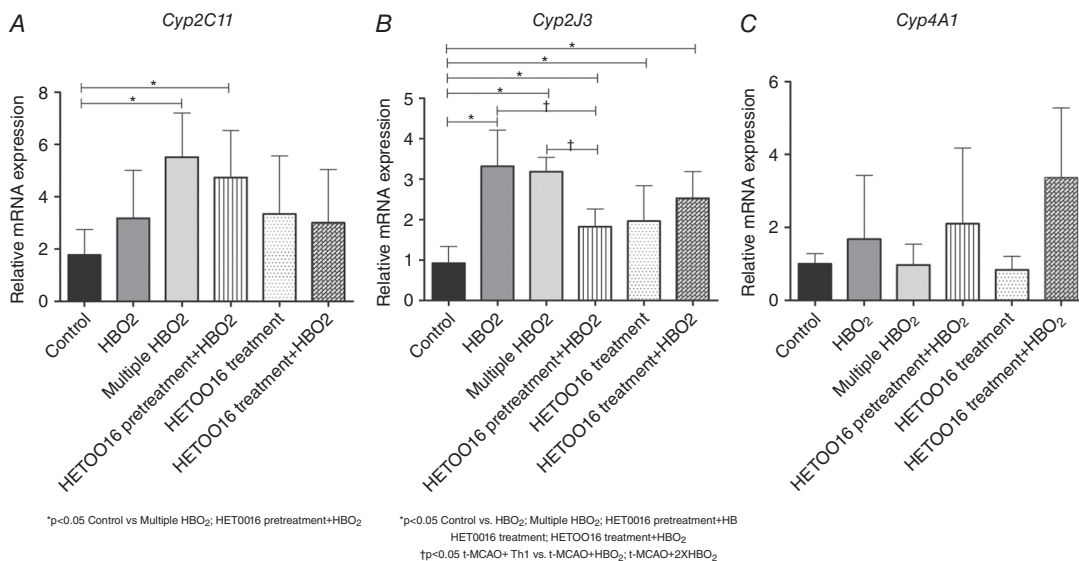 A
Cyp2C11
Relative mRNA expression
8
6
4
2
0
*
*
Control
HBO2
Multiple HBO2
HETOO16 pretreatment+HBO2
HETOO16 treatment
HETOO16 treatment+HBO2
*p<0.05 Control vs Multiple HBO2; HET0016 pretreatment+HBO2
B
Cyp2J3
Relative mRNA expression
5
4
3
2
1
0
*
*
*
*
†
*
†
Control
HBO2
Multiple HBO2
HETOO16 pretreatment+HBO2
HETOO16 treatment
HETOO16 treatment+HBO2
*p<0.05 Control vs. HBO2; Multiple HBO2; HET0016 pretreatment+HB
HET0016 treatment; HETOO16 treatment+HBO2
†p<0.05 t-MCAO+ Th1 vs. t-MCAO+HBO2; t-MCAO+2XHBO2
C
Cyp4A1
Relative mRNA expression
6
4
2
0
Control
HBO2
Multiple HBO2
HETOO16 pretreatment+HBO2
HETOO16 treatment
HETOO16 treatment+HBO2